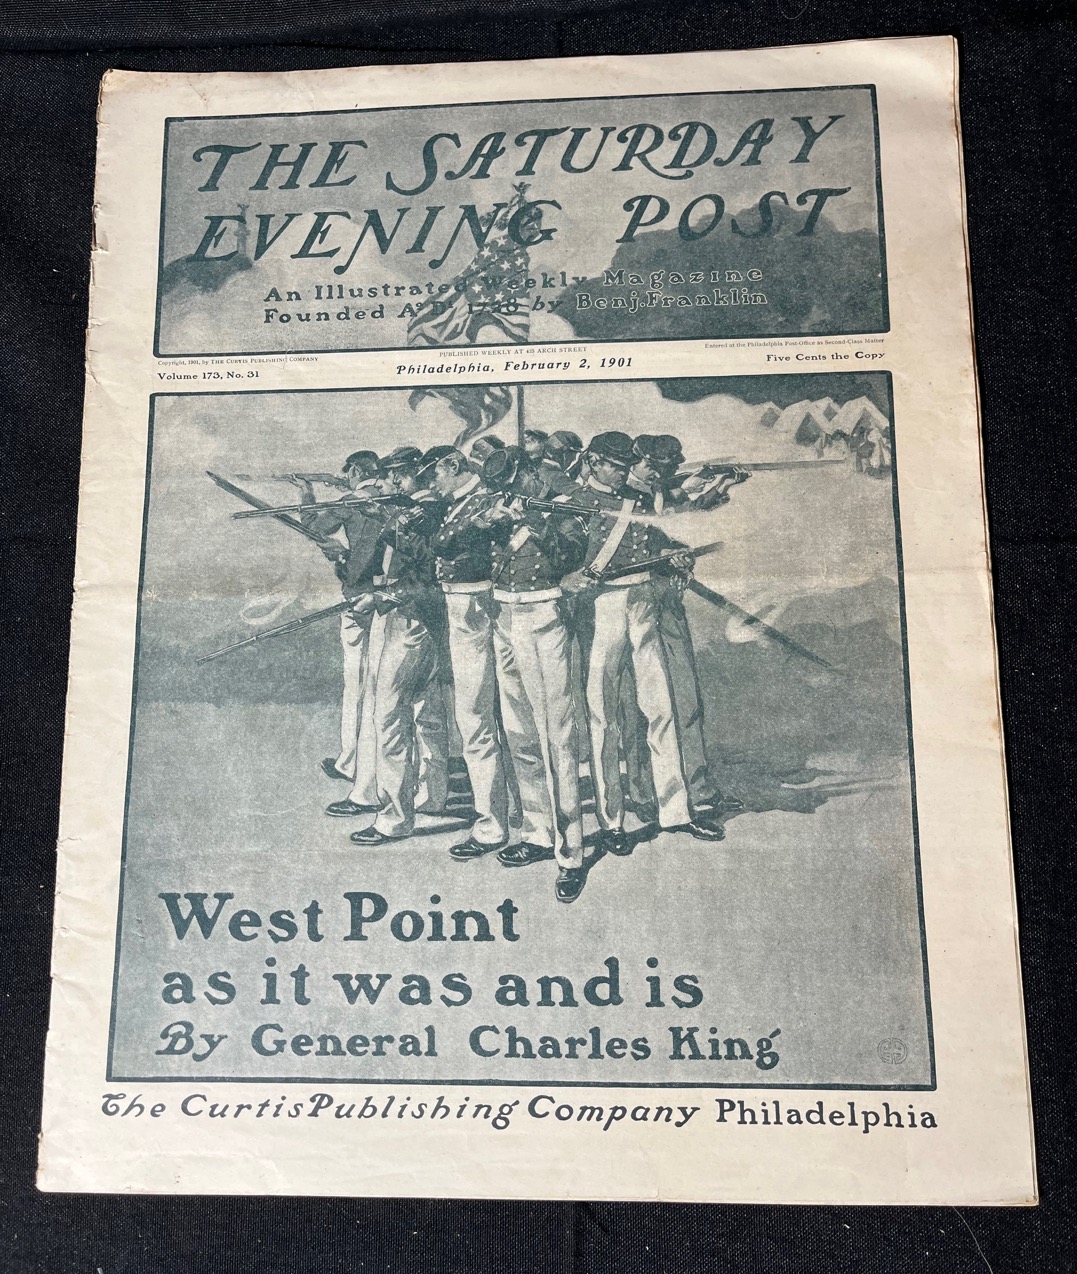 THE SATURDAY
EVENING POST
An Illustrated Weekly Magazine
Founded A° D. 1728 by Benj. Franklin
Copyright, 1901, by THE CURTIS PUBLISHING COMPANY
PUBLISHED WEEKLY AT 425 ARCH STREET
Entered at the Philadelphia Post-Office as Second-Class Matter
Volume 173, No. 31
Philadelphia, February 2, 1901
Five Cents the Copy
West Point
as it was and is
By General Charles King
The Curtis Publishing Company Philadelphia